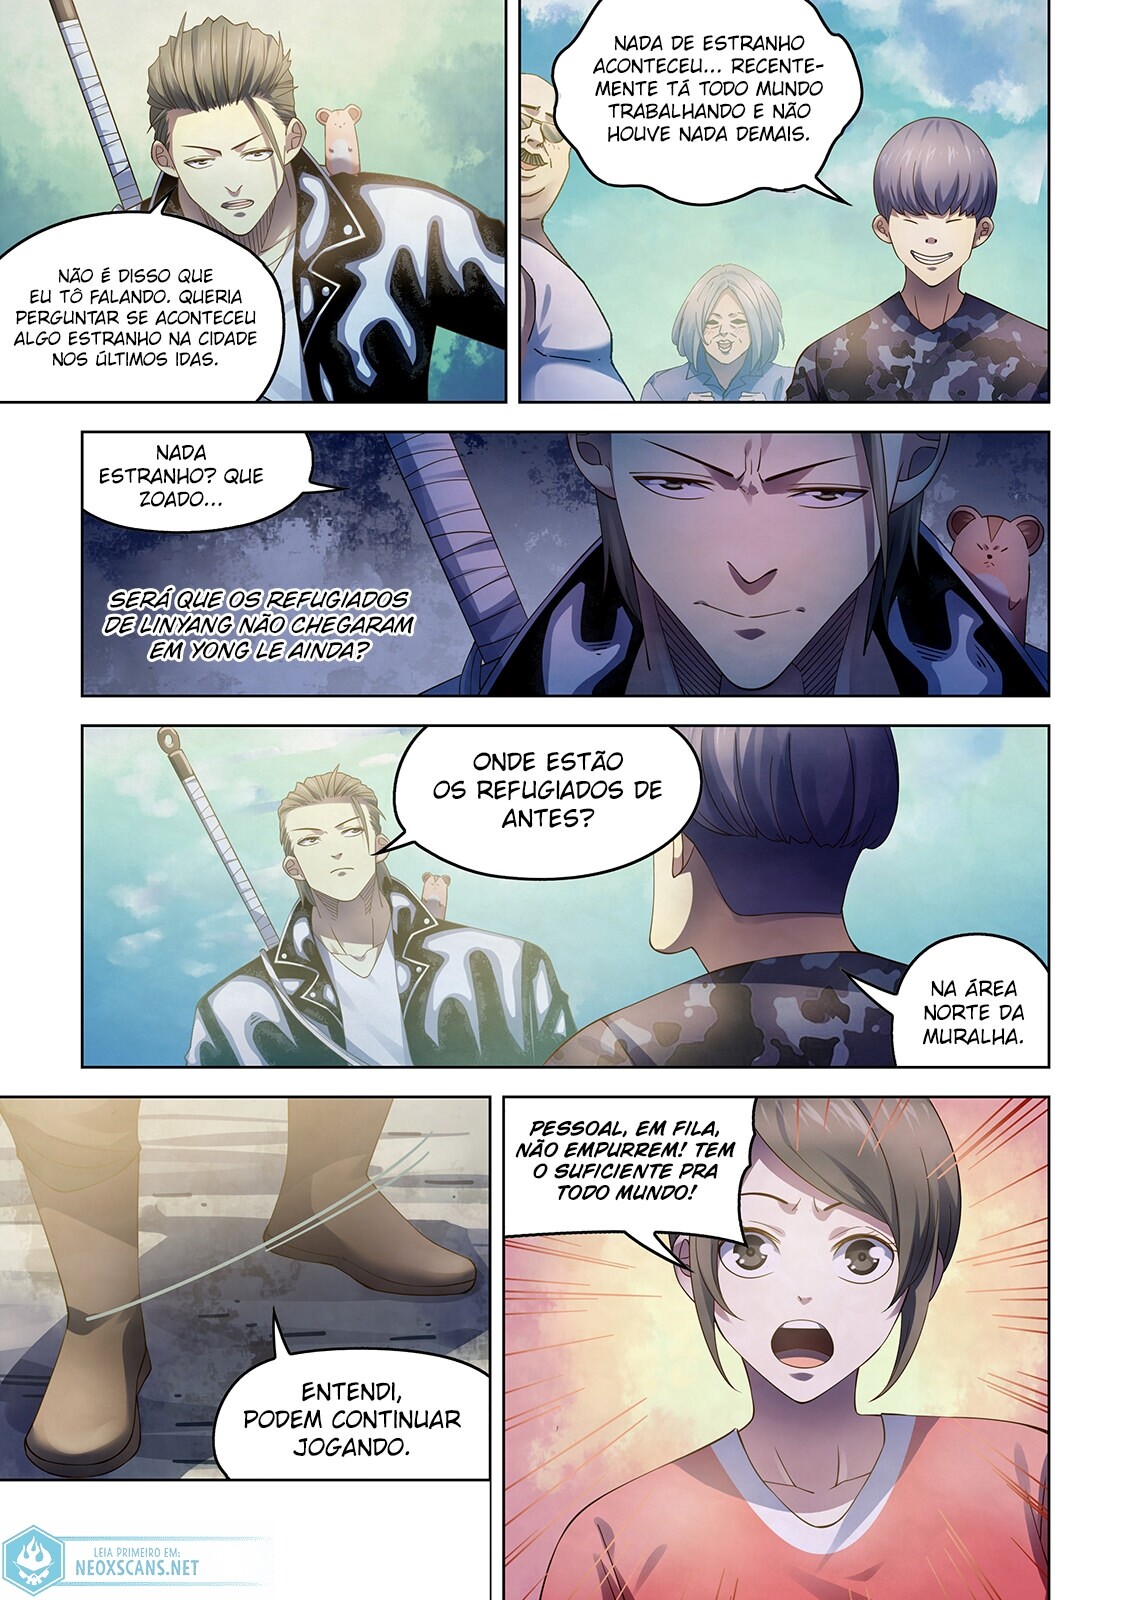 NÃO É DISSO QUE
EU TÔ FALANDO. QUERIA
PERGUNTAR SE ACONTECEU
ALGO ESTRANHO NA CIDADE
NOS ÚLTIMOS IDAS.
NADA DE ESTRANHO
ACONTECEU... RECENTE-
MENTE TÁ TODO MUNDO
TRABALHANDO E NÃO
HOUVE NADA DEMAIS.
NADA
ESTRANHO? QUE
ZOADO...
SERÁ QUE OS REFUGIADOS
DE LINYANG NÃO CHEGARAM
EM YONG LE AINDA?
ONDE ESTÃO
OS REFUGIADOS DE
ANTES?
NA ÁREA
NORTE DA
MURALHA.
ENTENDI,
PODEM CONTINUAR
JOGANDO.
PESSOAL, EM FILA,
NÃO EMPURREM! TEM
O SUFICIENTE PRA
TODO MUNDO!
LEIA PRIMEIRO EM:
NEOXSCANS.NET